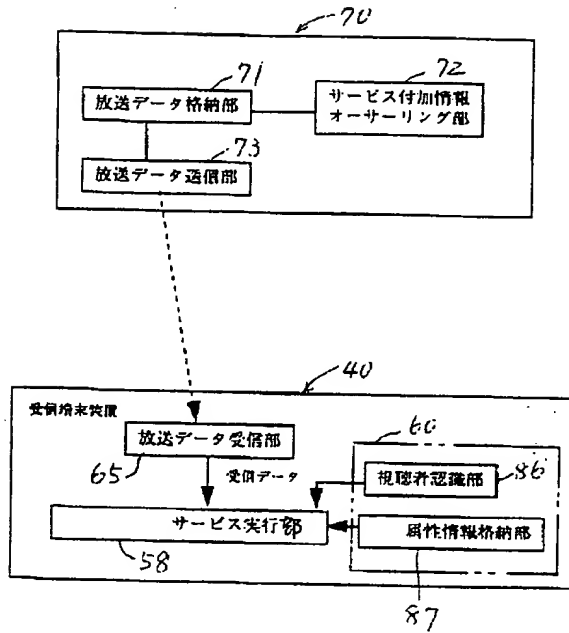 70
71
放送データ格納部
72
サービス付加情報
オーサーリング部
73
放送データ送信部
40
受信端末装置
放送データ受信部
65
受信データ
60
視聴者認識部
86
サービス実行部
58
属性情報格納部
87